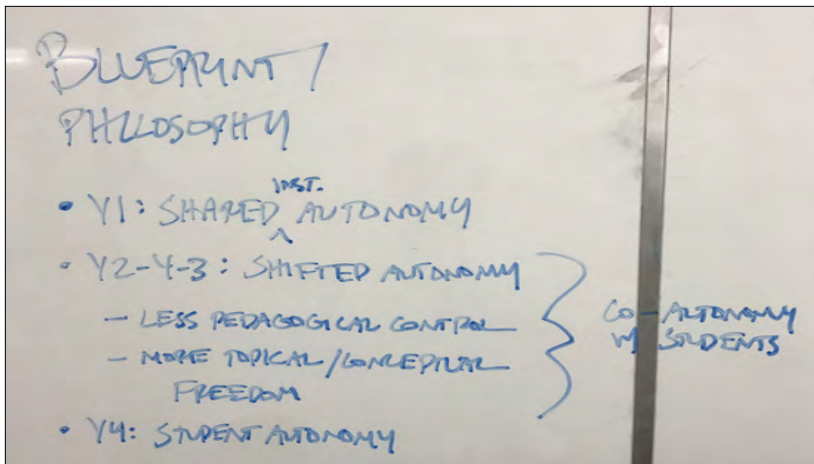 BLUEPRINT /
PHILOSOPHY
• Y1: SHARED INST. AUTONOMY
• Y2-Y-3: SHIFTED AUTONOMY
— LESS PEDAGOGICAL CONTROL
— MORE TOPICAL/CONCEPTUAL
FREEDOM
CO-AUTONOMY
W/ STUDENTS
• Y4: STUDENT AUTONOMY